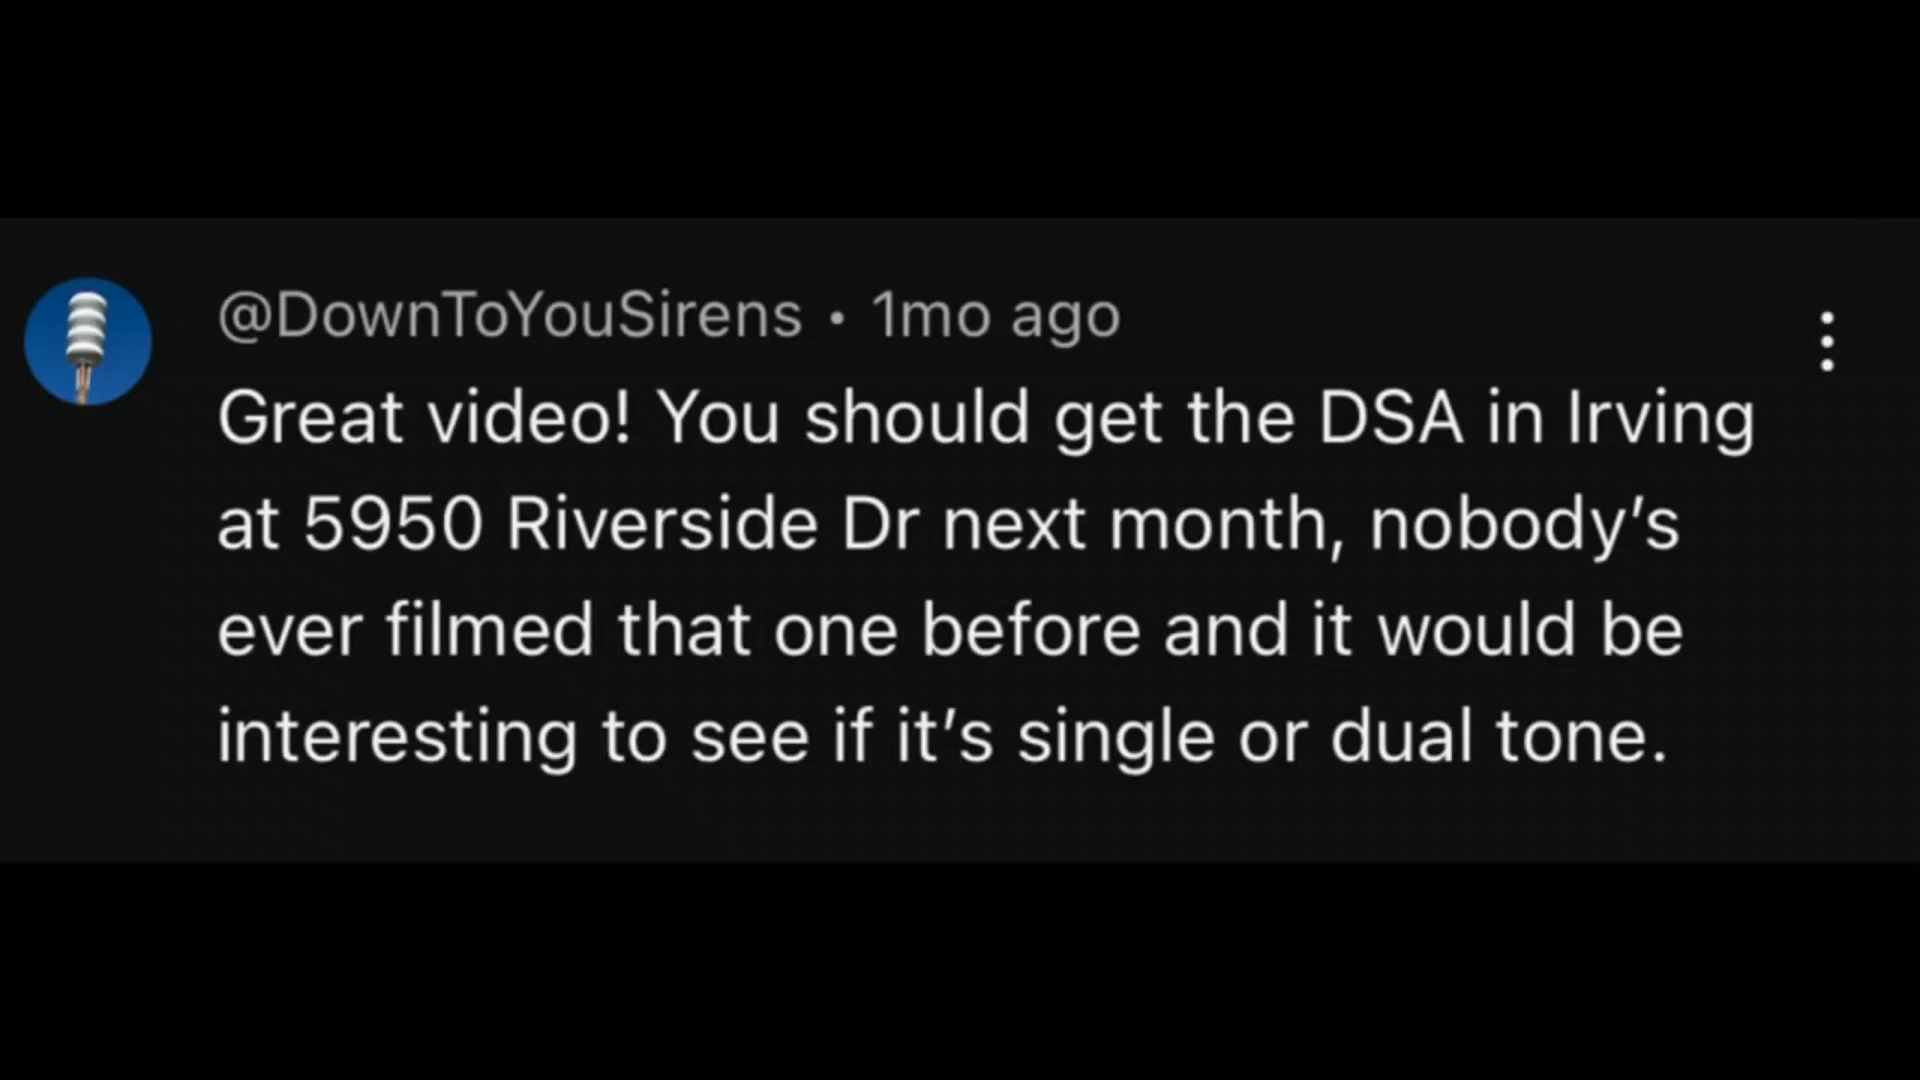 @DownToYouSirens • 1mo ago
Great video! You should get the DSA in Irving
at 5950 Riverside Dr next month, nobody’s
ever filmed that one before and it would be
interesting to see if it’s single or dual tone.